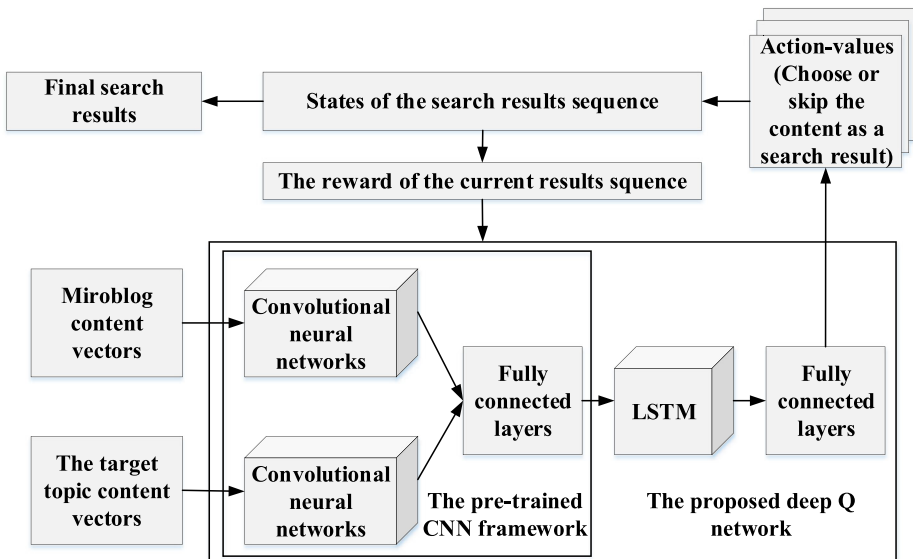 Final search
results
States of the search results sequence
Action-values
(Choose or
skip the
content as a
search result)
The reward of the current results squence
Miroblog
content
vectors
Convolutional
neural
networks
Fully
connected
layers
LSTM
Fully
connected
layers
The target
topic content
vectors
Convolutional
neural
networks
The pre-trained
CNN framework
The proposed deep Q
network